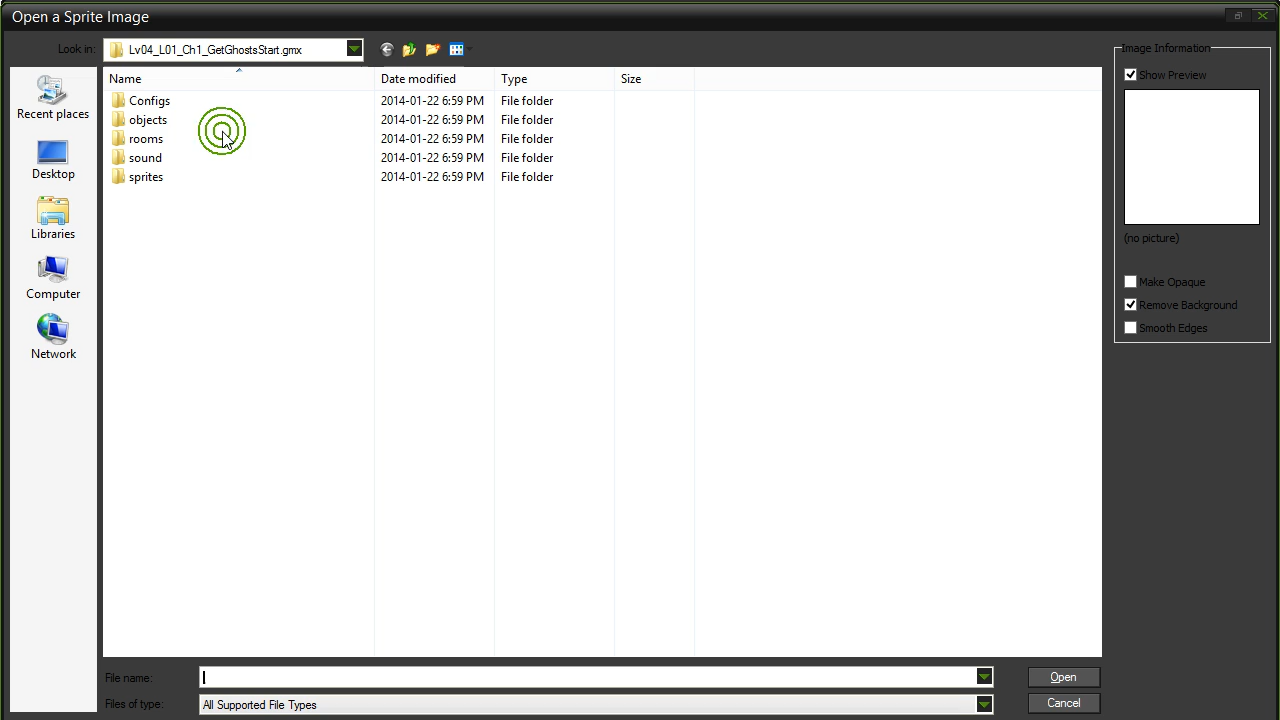 Open a Sprite Image
Look in: Lv04_L01_Ch1_GetGhostsStart.gmx
Image Information
Name Date modified Type Size
Show Preview
Configs 2014-01-22 6:59 PM File folder
objects 2014-01-22 6:59 PM File folder
rooms 2014-01-22 6:59 PM File folder
sound 2014-01-22 6:59 PM File folder
sprites 2014-01-22 6:59 PM File folder
Recent places
Desktop
Libraries
Computer
Network
(no picture)
Make Opaque
Remove Background
Smooth Edges
File name: Open
Files of type: All Supported File Types Cancel